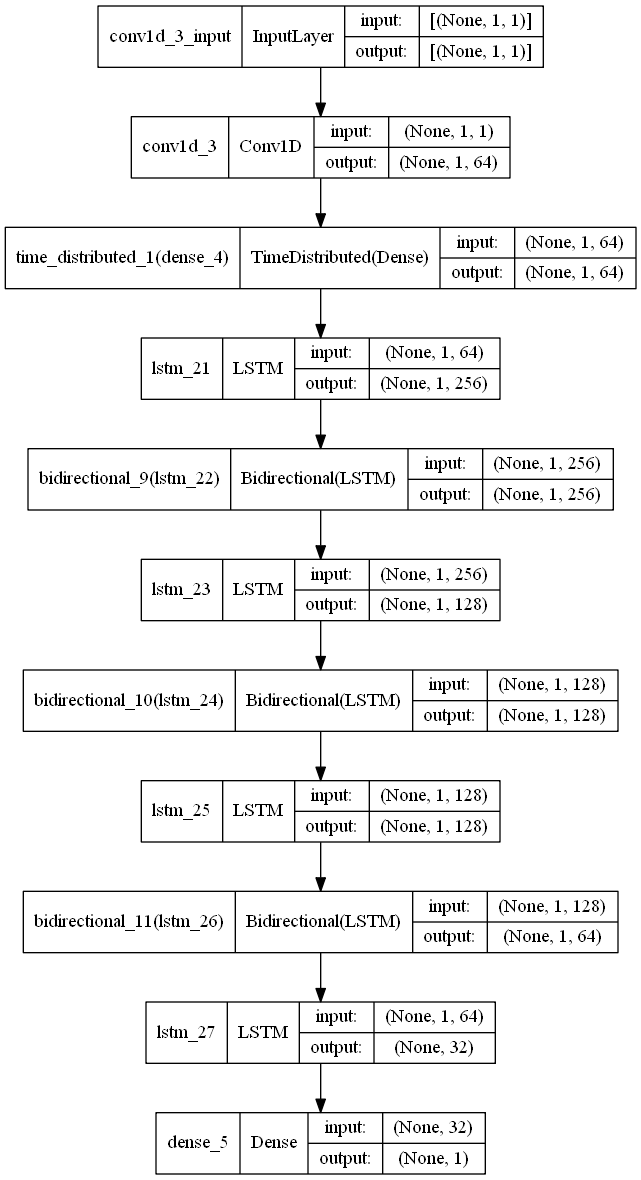 conv1d_3_input InputLayer input: [(None, 1, 1)]
output: [(None, 1, 1)]
conv1d_3 Conv1D input: (None, 1, 1)
output: (None, 1, 64)
time_distributed_1(dense_4) TimeDistributed(Dense) input: (None, 1, 64)
output: (None, 1, 64)
lstm_21 LSTM input: (None, 1, 64)
output: (None, 1, 256)
bidirectional_9(lstm_22) Bidirectional(LSTM) input: (None, 1, 256)
output: (None, 1, 256)
lstm_23 LSTM input: (None, 1, 256)
output: (None, 1, 128)
bidirectional_10(lstm_24) Bidirectional(LSTM) input: (None, 1, 128)
output: (None, 1, 128)
lstm_25 LSTM input: (None, 1, 128)
output: (None, 1, 128)
bidirectional_11(lstm_26) Bidirectional(LSTM) input: (None, 1, 128)
output: (None, 1, 64)
lstm_27 LSTM input: (None, 1, 64)
output: (None, 32)
dense_5 Dense input: (None, 32)
output: (None, 1)